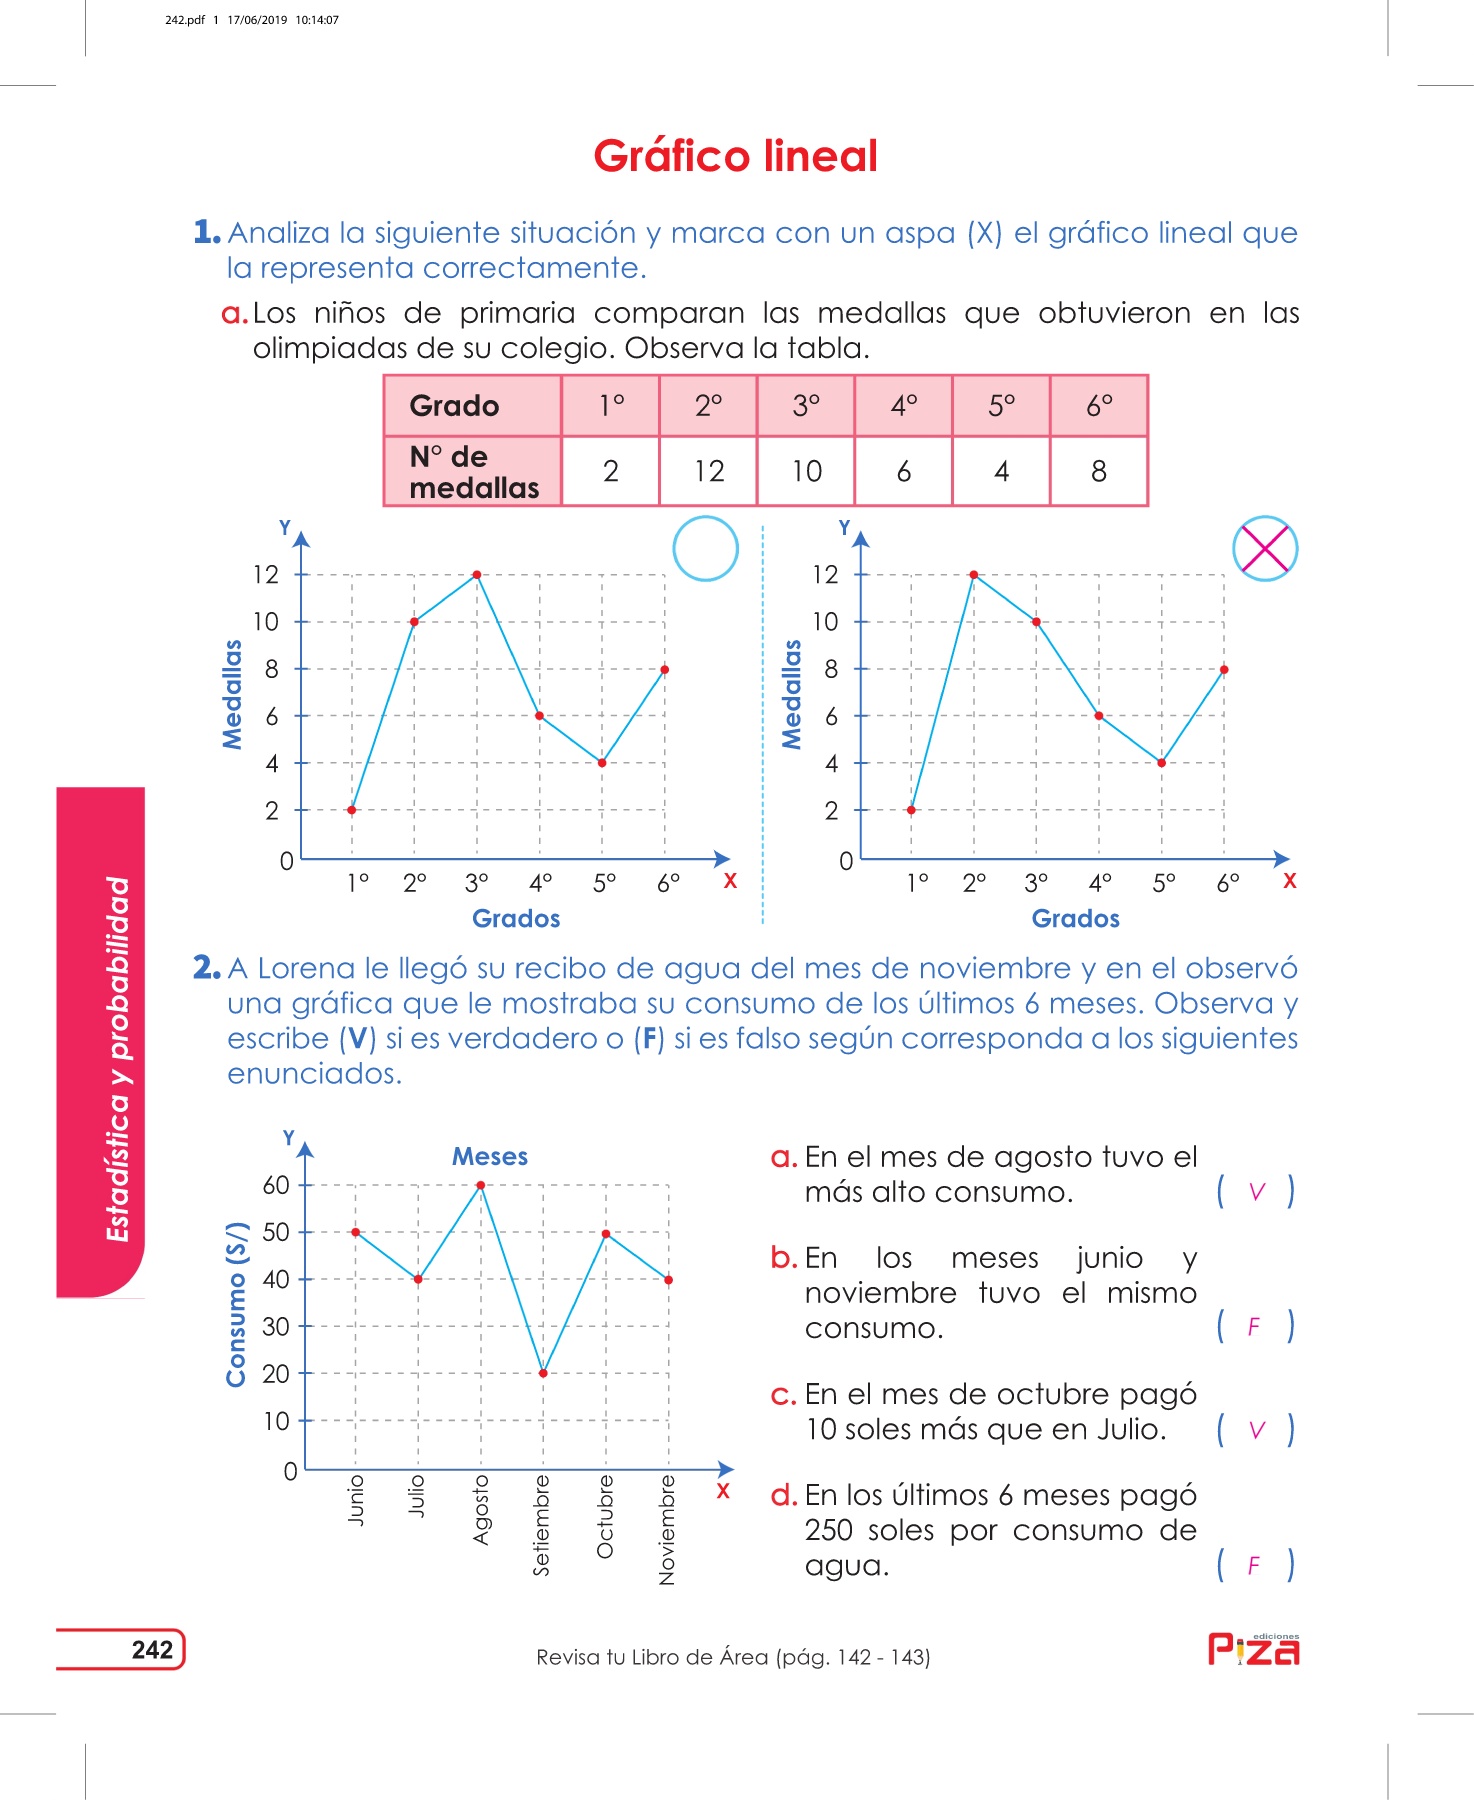 242.pdf 1 17/06/2019 10:14:07
Gráfico lineal
1. Analiza la siguiente situación y marca con un aspa (X) el gráfico lineal que
la representa correctamente.
a. Los niños de primaria comparan las medallas que obtuvieron en las
olimpiadas de su colegio. Observa la tabla.
Grado 1° 2° 3° 4° 5° 6°
N° de medallas 2 12 10 6 4 8
Y
12
10
8
6
4
2
0
Medallas
1° 2° 3° 4° 5° 6° X
Grados
Y
12
10
8
6
4
2
0
Medallas
1° 2° 3° 4° 5° 6° X
Grados
2. A Lorena le llegó su recibo de agua del mes de noviembre y en el observó
una gráfica que le mostraba su consumo de los últimos 6 meses. Observa y
escribe (V) si es verdadero o (F) si es falso según corresponda a los siguientes
enunciados.
Y
Meses
60
50
40
30
20
10
0
Consumo (S/)
Junio Julio Agosto Setiembre Octubre Noviembre X
a. En el mes de agosto tuvo el
más alto consumo. ( V )
b. En los meses junio y
noviembre tuvo el mismo
consumo. ( F )
c. En el mes de octubre pagó
10 soles más que en Julio. ( V )
d. En los últimos 6 meses pagó
250 soles por consumo de
agua. ( F )
Estadística y probabilidad
242
Revisa tu Libro de Área (pág. 142 - 143)
ediciones
Piza